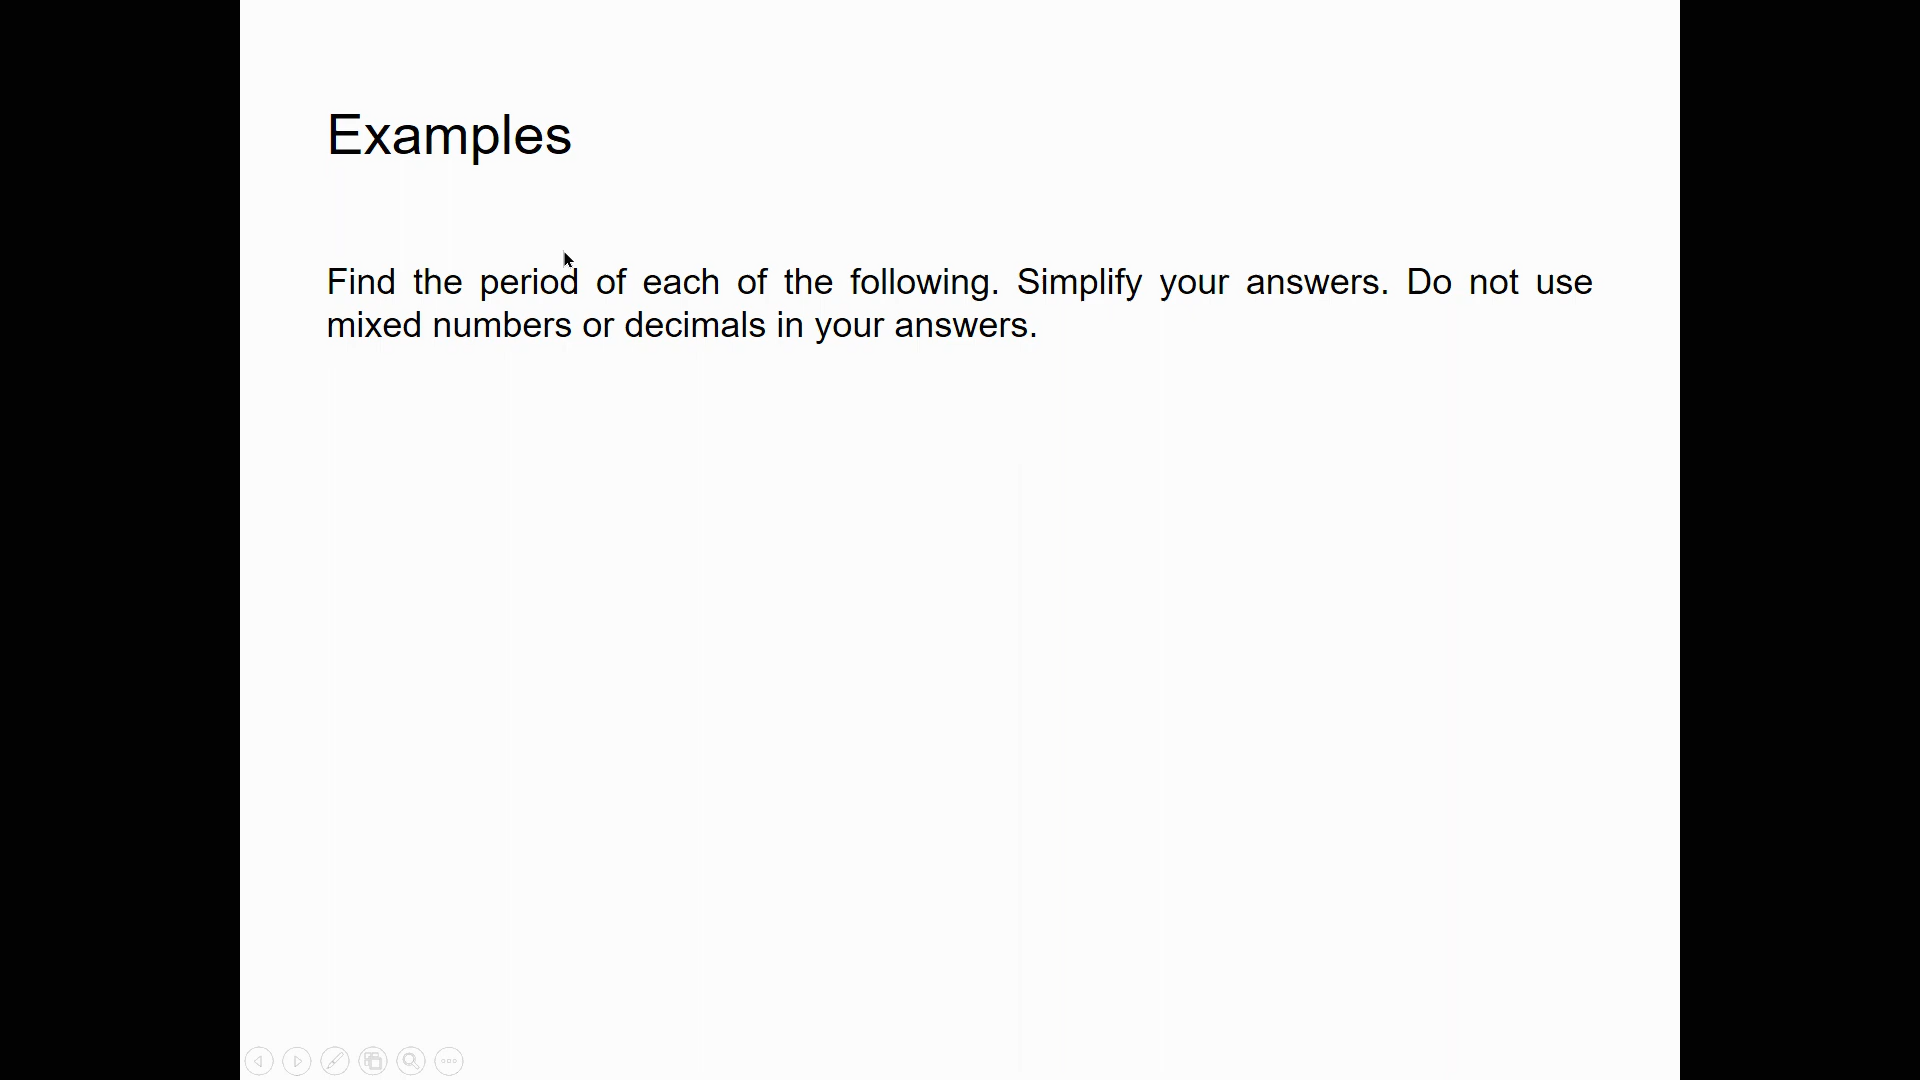 Examples
Find the period of each of the following. Simplify your answers. Do not use
mixed numbers or decimals in your answers.